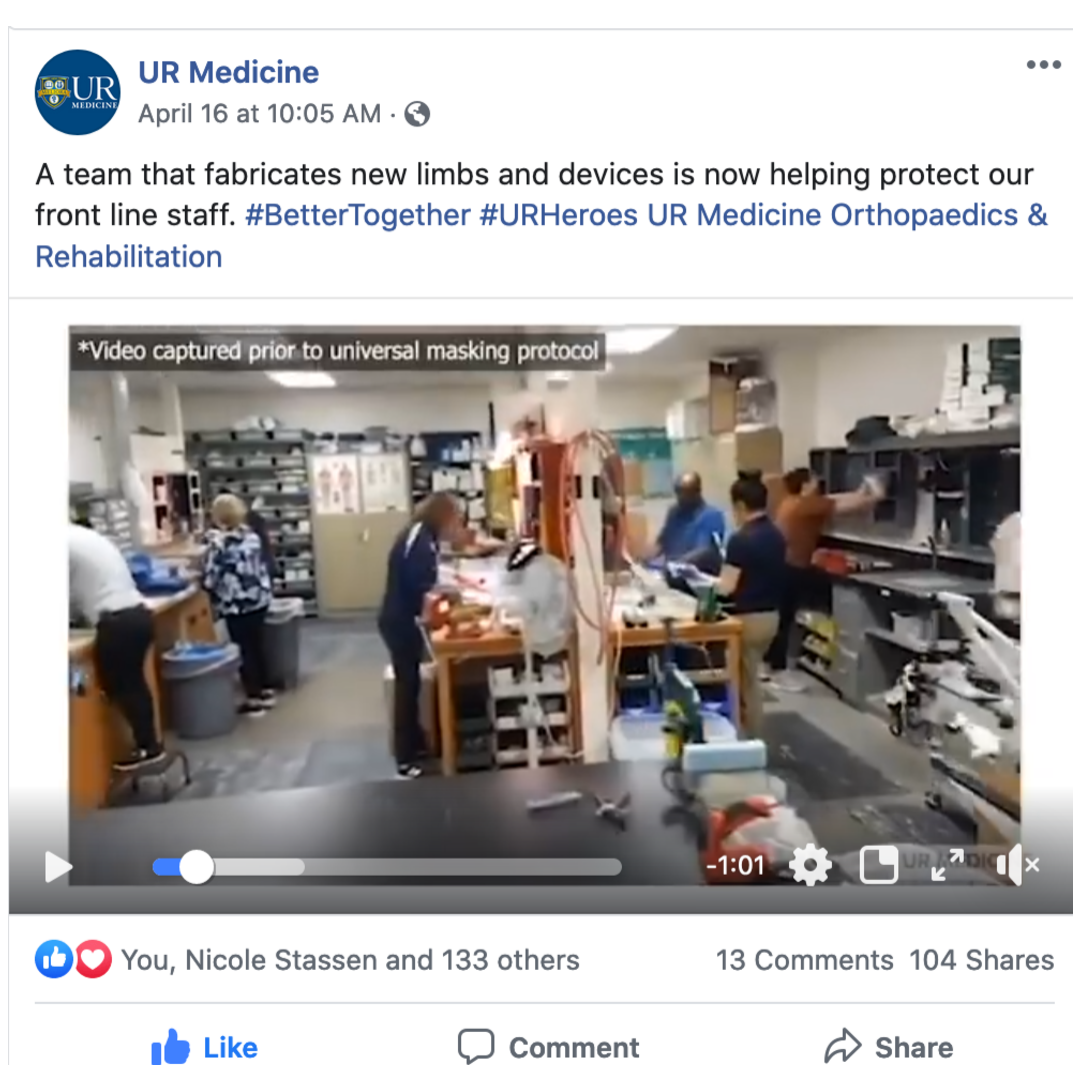 UR
MEDICINE
UR Medicine
April 16 at 10:05 AM ·
A team that fabricates new limbs and devices is now helping protect our
front line staff. #BetterTogether #URHeroes UR Medicine Orthopaedics &
Rehabilitation
*Video captured prior to universal masking protocol
-1:01
You, Nicole Stassen and 133 others
13 Comments 104 Shares
Like
Comment
Share